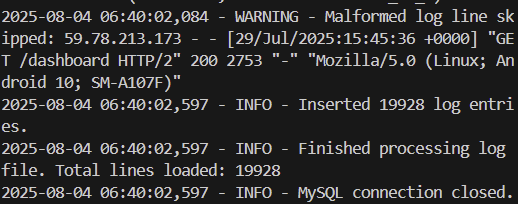 2025-08-04 06:40:02,084 - WARNING - Malformed log line sk
ipped: 59.78.213.173 - - [29/Jul/2025:15:45:36 +0000] "GE
T /dashboard HTTP/2" 200 2753 "-" "Mozilla/5.0 (Linux; An
droid 10; SM-A107F)"
2025-08-04 06:40:02,597 - INFO - Inserted 19928 log entri
es.
2025-08-04 06:40:02,597 - INFO - Finished processing log
file. Total lines loaded: 19928
2025-08-04 06:40:02,597 - INFO - MySQL connection closed.